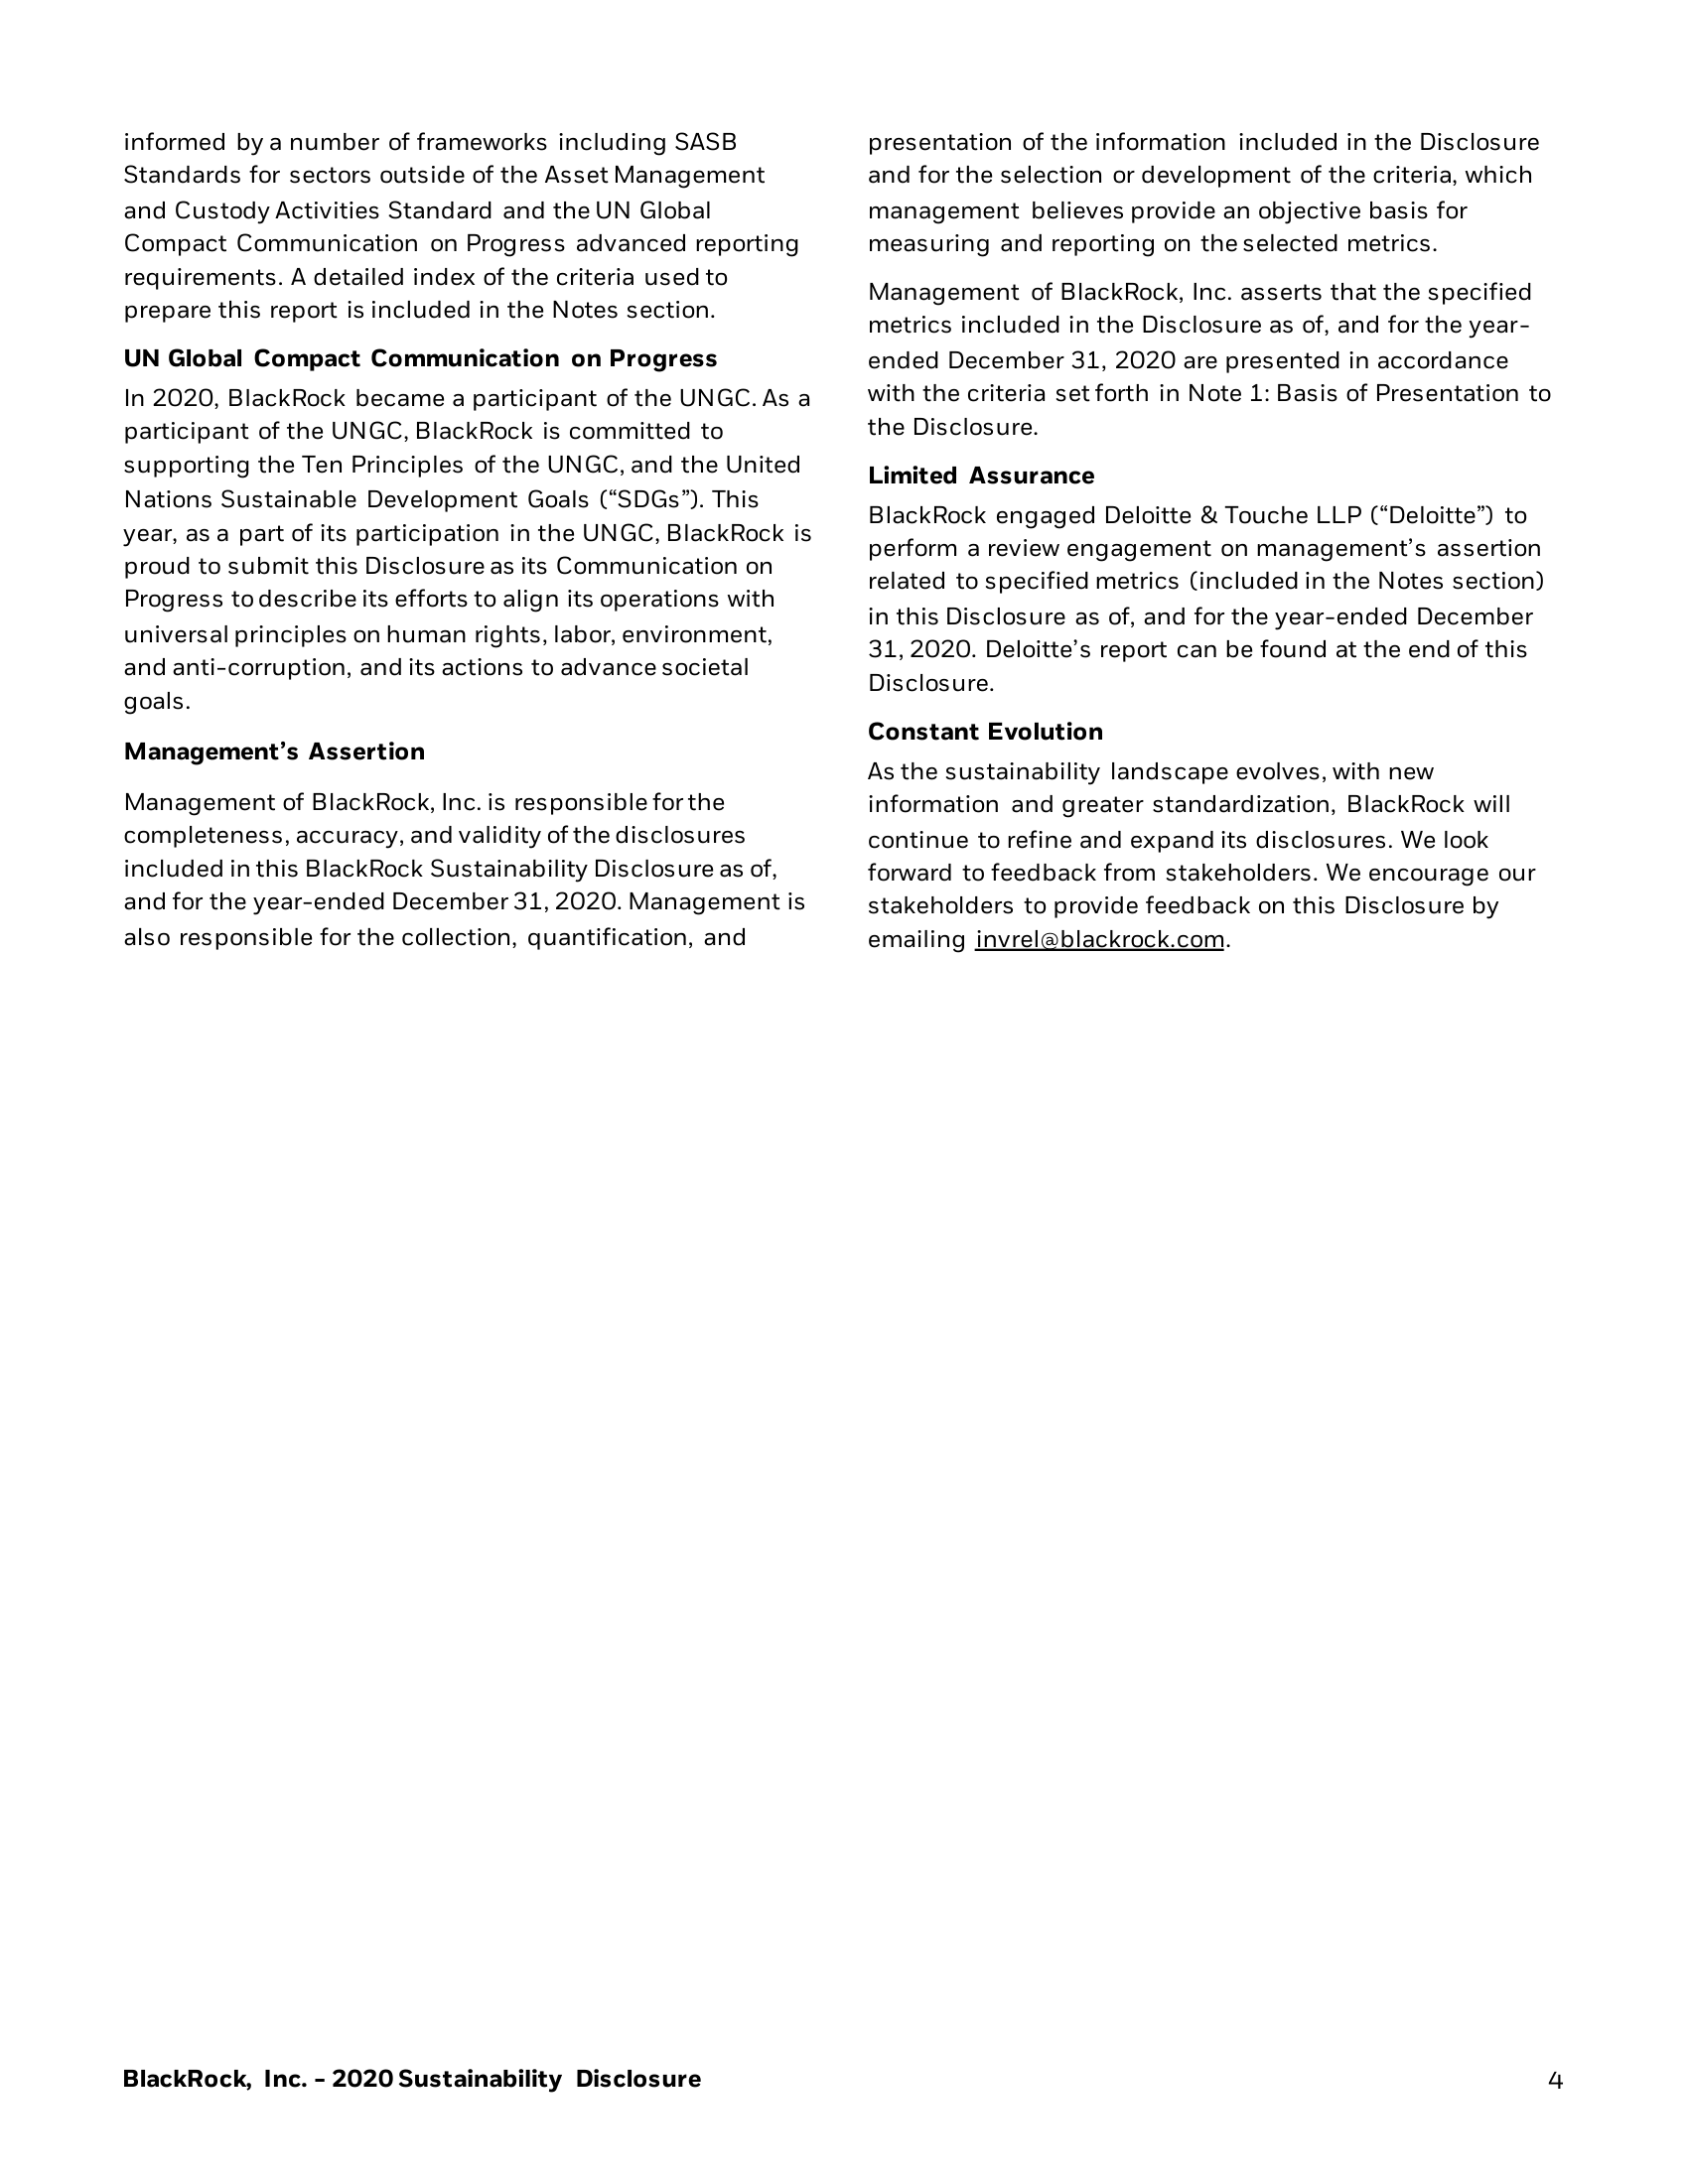 informed by a number of frameworks including SASB
Standards for sectors outside of the Asset Management
and Custody Activities Standard and the UN Global
Compact Communication on Progress advanced reporting
requirements. A detailed index of the criteria used to
prepare this report is included in the Notes section.
UN Global Compact Communication on Progress
In 2020, BlackRock became a participant of the UNGC. As a
participant of the UNGC, BlackRock is committed to
supporting the Ten Principles of the UNGC, and the United
Nations Sustainable Development Goals (“SDGs”). This
year, as a part of its participation in the UNGC, BlackRock is
proud to submit this Disclosure as its Communication on
Progress to describe its efforts to align its operations with
universal principles on human rights, labor, environment,
and anti-corruption, and its actions to advance societal
goals.
Management’s Assertion
Management of BlackRock, Inc. is responsible for the
completeness, accuracy, and validity of the disclosures
included in this BlackRock Sustainability Disclosure as of,
and for the year-ended December 31, 2020. Management is
also responsible for the collection, quantification, and
presentation of the information included in the Disclosure
and for the selection or development of the criteria, which
management believes provide an objective basis for
measuring and reporting on the selected metrics.
Management of BlackRock, Inc. asserts that the specified
metrics included in the Disclosure as of, and for the year-
ended December 31, 2020 are presented in accordance
with the criteria set forth in Note 1: Basis of Presentation to
the Disclosure.
Limited Assurance
BlackRock engaged Deloitte & Touche LLP (“Deloitte”) to
perform a review engagement on management’s assertion
related to specified metrics (included in the Notes section)
in this Disclosure as of, and for the year-ended December
31, 2020. Deloitte’s report can be found at the end of this
Disclosure.
Constant Evolution
As the sustainability landscape evolves, with new
information and greater standardization, BlackRock will
continue to refine and expand its disclosures. We look
forward to feedback from stakeholders. We encourage our
stakeholders to provide feedback on this Disclosure by
emailing invrel@blackrock.com.
BlackRock, Inc. – 2020 Sustainability Disclosure
4